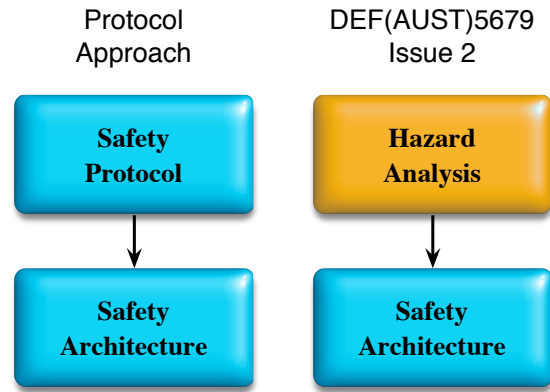 Protocol
Approach
Safety
Protocol
Safety
Architecture
DEF(AUST)5679
Issue 2
Hazard
Analysis
Safety
Architecture